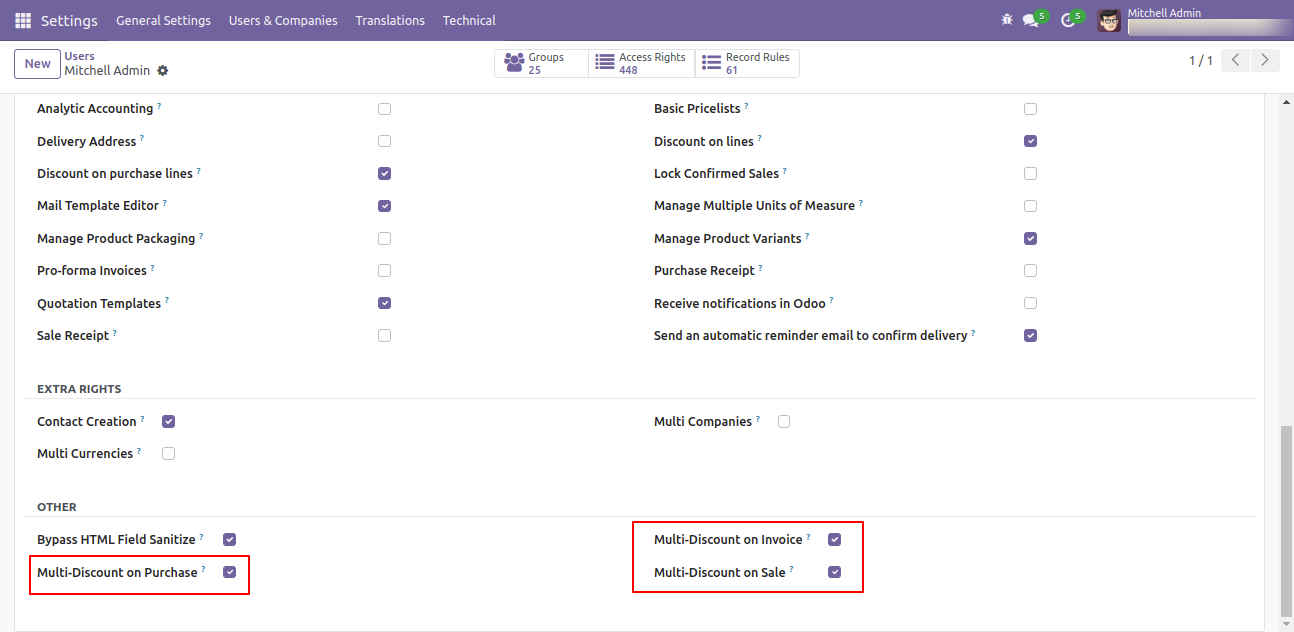 Settings General Settings Users & Companies Translations Technical 5 5 Mitchell Admin
New Users Groups 25 Access Rights 448 Record Rules 61 1 / 1
Mitchell Admin
Analytic Accounting ? Basic Pricelists ?
Delivery Address ? Discount on lines ?
Discount on purchase lines ? Lock Confirmed Sales ?
Mail Template Editor ? Manage Multiple Units of Measure ?
Manage Product Packaging ? Manage Product Variants ?
Pro-forma Invoices ? Purchase Receipt ?
Quotation Templates ? Receive notifications in Odoo ?
Sale Receipt ? Send an automatic reminder email to confirm delivery ?
EXTRA RIGHTS
Contact Creation ? Multi Companies ?
Multi Currencies ?
OTHER
Bypass HTML Field Sanitize ? Multi-Discount on Invoice ?
Multi-Discount on Purchase ? Multi-Discount on Sale ?